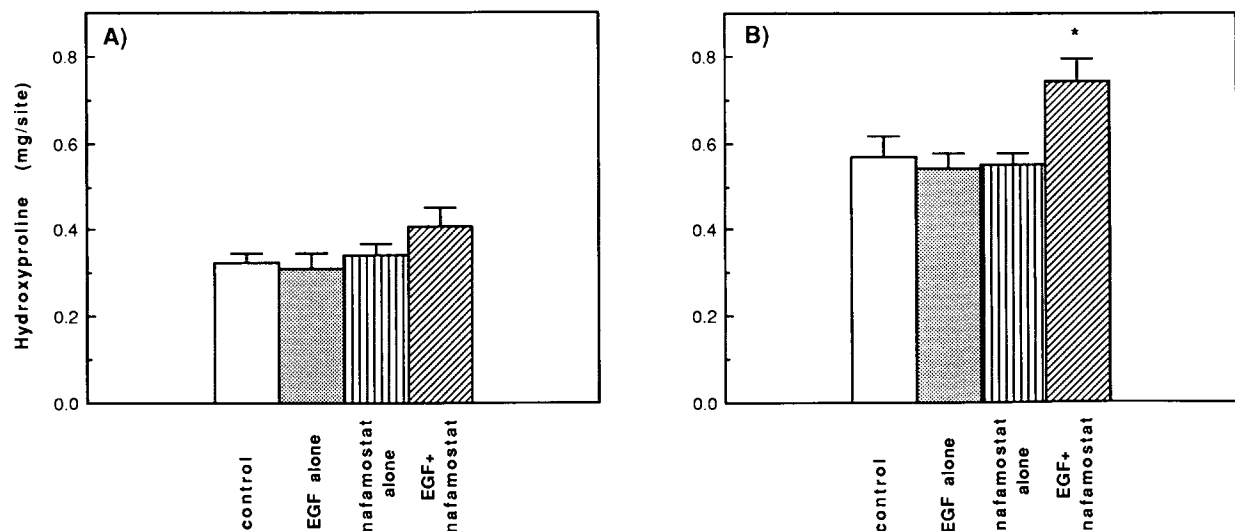 A)
Hydroxyproline (mg/site)
0.8
0.6
0.4
0.2
0.0
control
EGF alone
nafamostat
alone
EGF+
nafamostat
B)
*
0.8
0.6
0.4
0.2
0.0
control
EGF alone
nafamostat
alone
EGF+
nafamostat